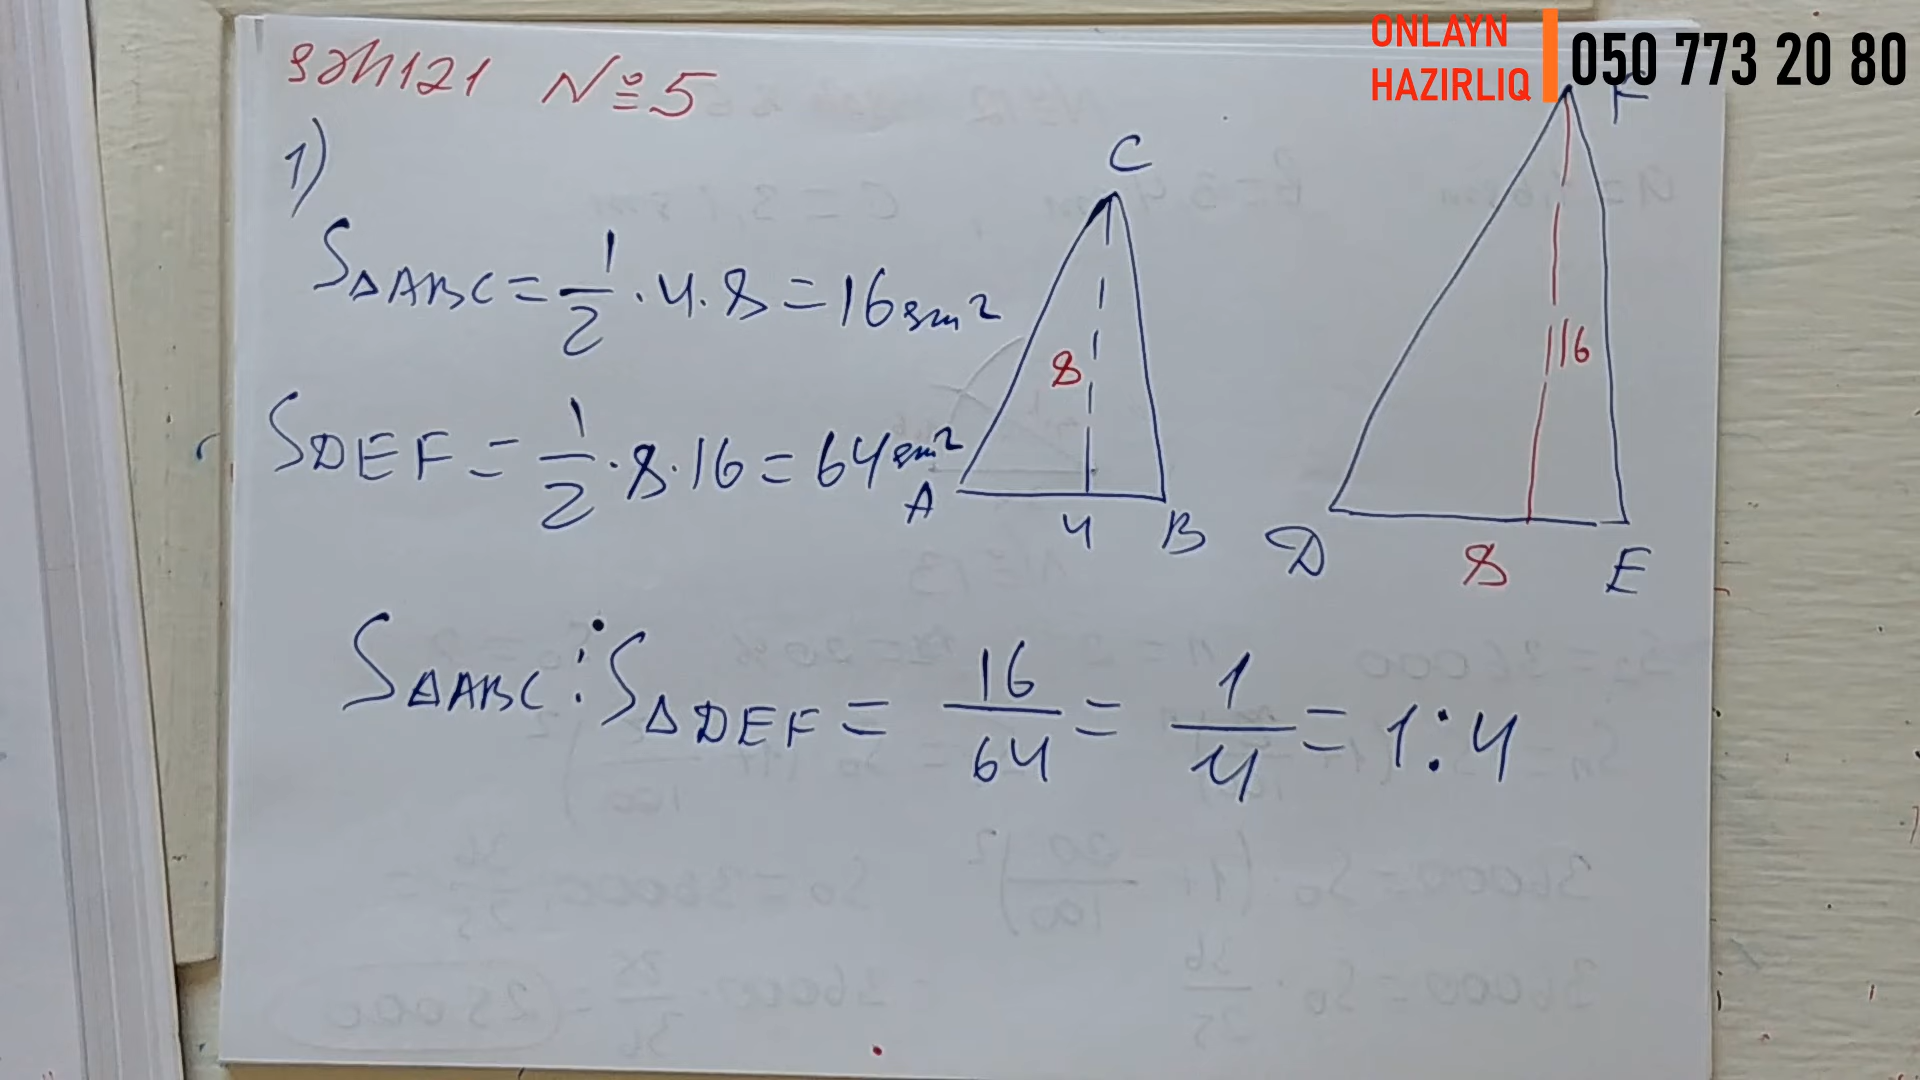 ONLAYN
HAZIRLIQ
050 773 20 80
səh121 №5
1)
S△ABC = 1/2 · 4 · 8 = 16 sm²
SDEF = 1/2 · 8 · 16 = 64 sm²
C
8
A
4
B
F
16
D
8
E
S△ABC : S△DEF = 16/64 = 1/4 = 1:4